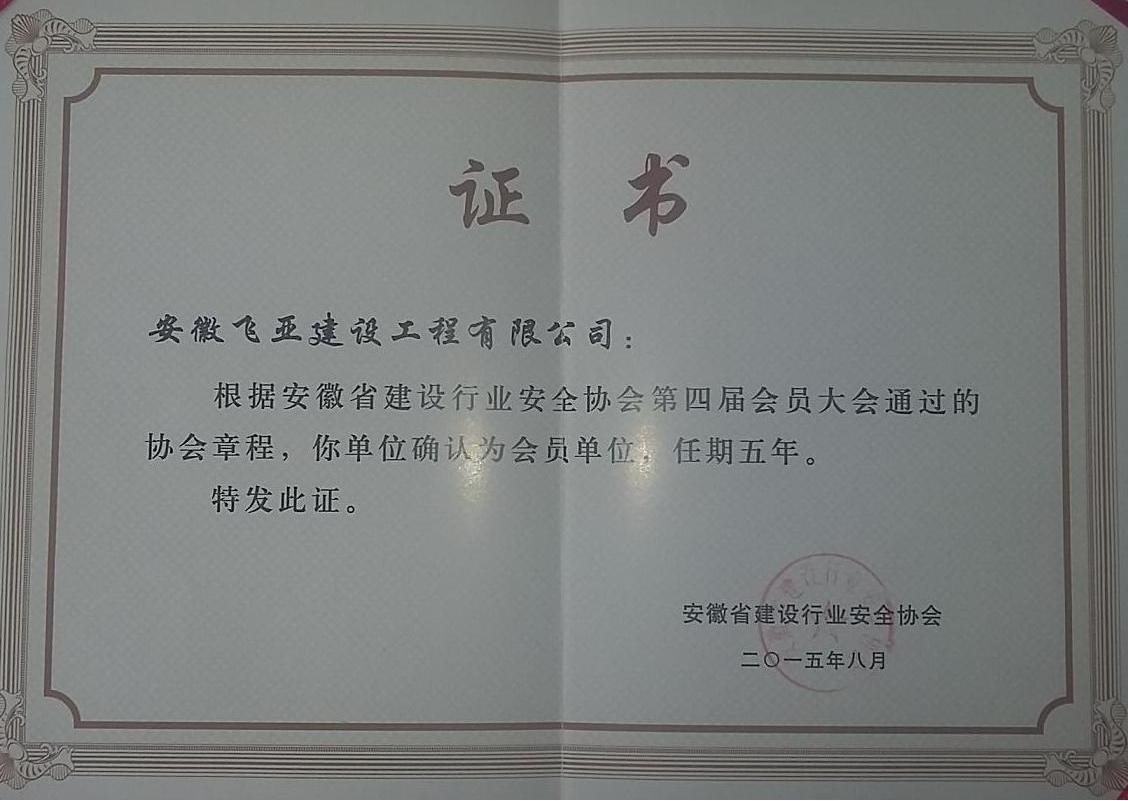 证书
安徽飞亚建设工程有限公司：
根据安徽省建设行业安全协会第四届会员大会通过的
协会章程，你单位确认为会员单位，任期五年。
特发此证。
安徽省建设行业安全协会
二〇一五年八月